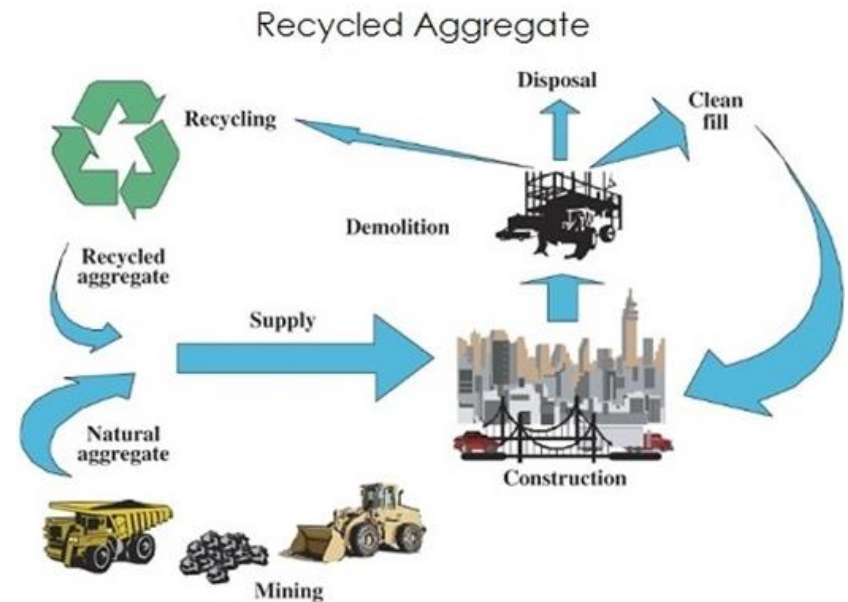 Recycled Aggregate
Disposal
Clean
fill
Recycling
Demolition
Recycled
aggregate
Supply
Natural
aggregate
Construction
Mining